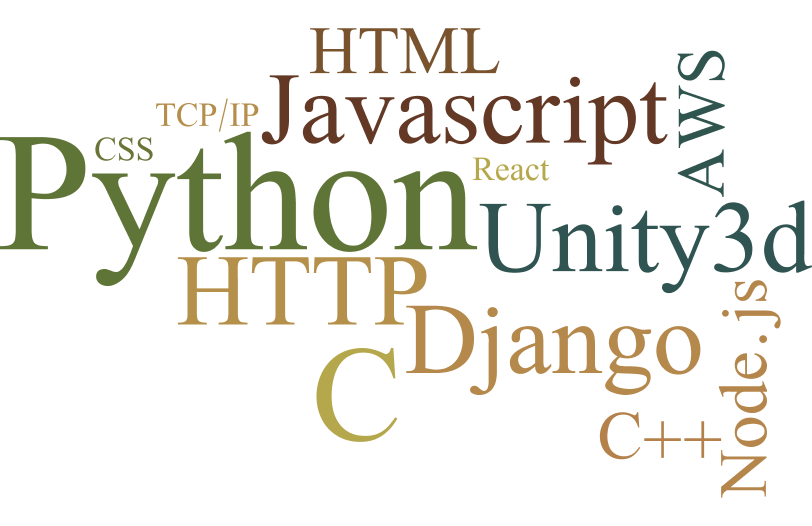 HTML
AWS
Javascript
TCP/IP
CSS
Python
React
Unity3d
HTTP
Django
Node.js
C
C++